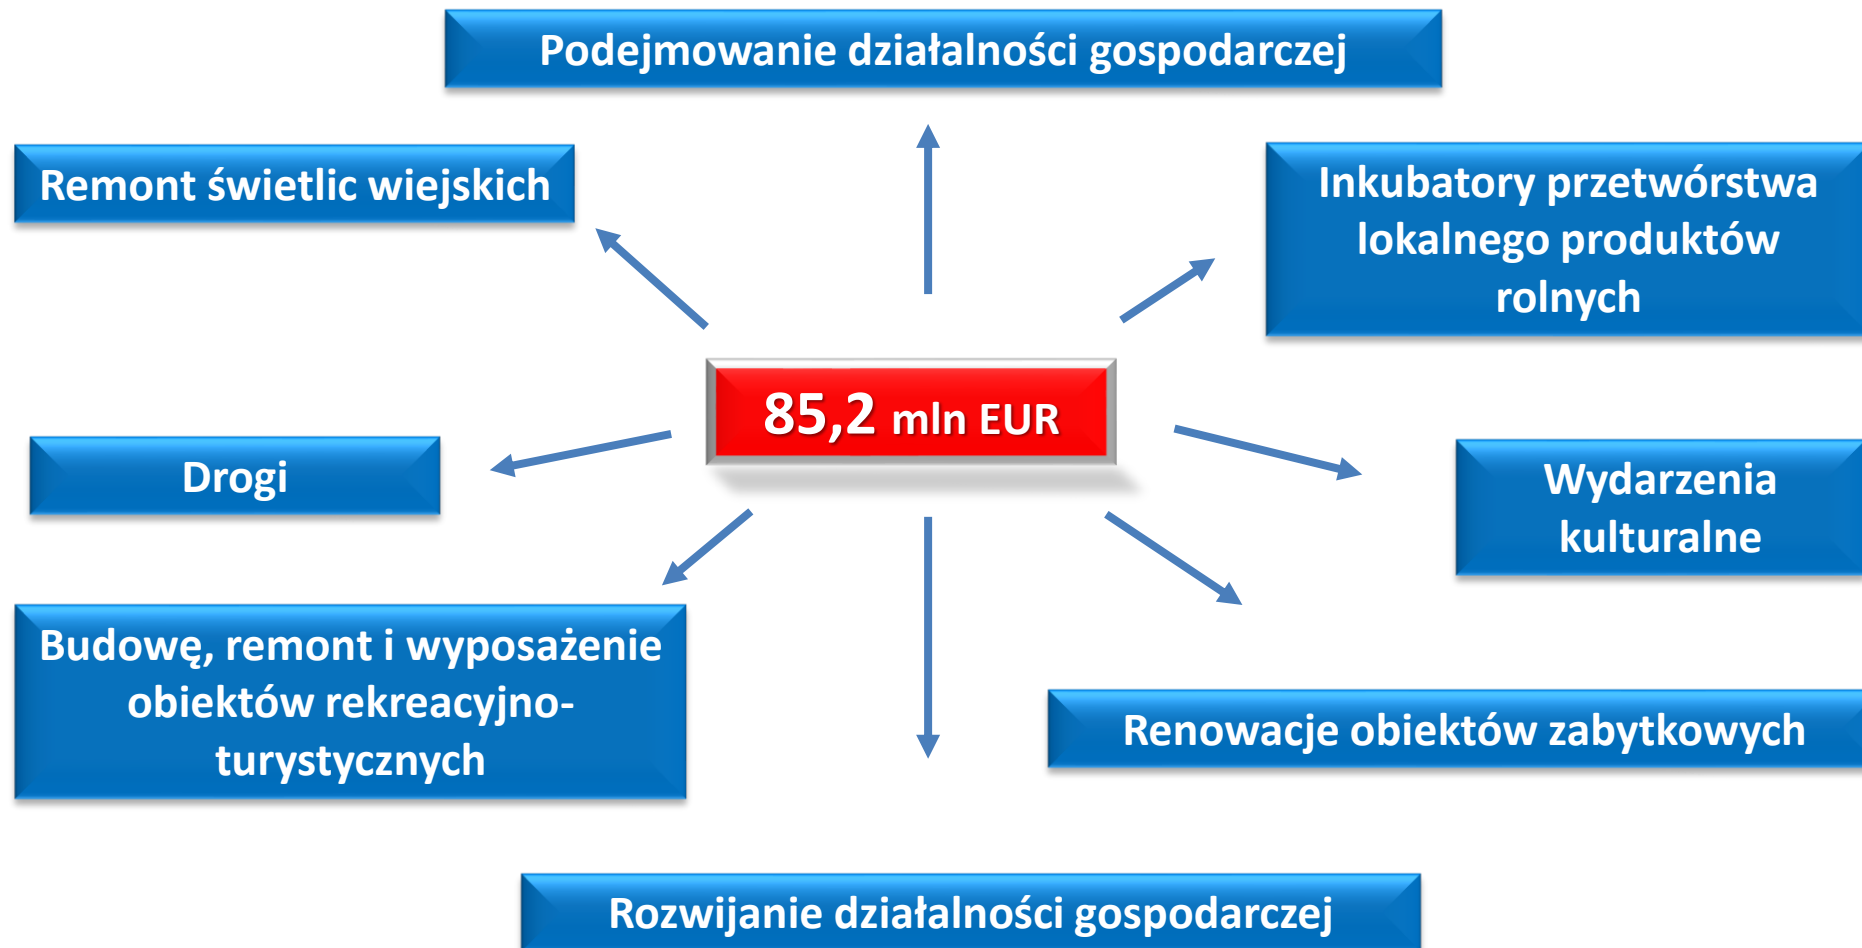 Podejmowanie działalności gospodarczej
Remont świetlic wiejskich
Inkubatory przetwórstwa
lokalnego produktów
rolnych
85,2 mln EUR
Drogi
Wydarzenia
kulturalne
Budowę, remont i wyposażenie
obiektów rekreacyjno-
turystycznych
Renowacje obiektów zabytkowych
Rozwijanie działalności gospodarczej